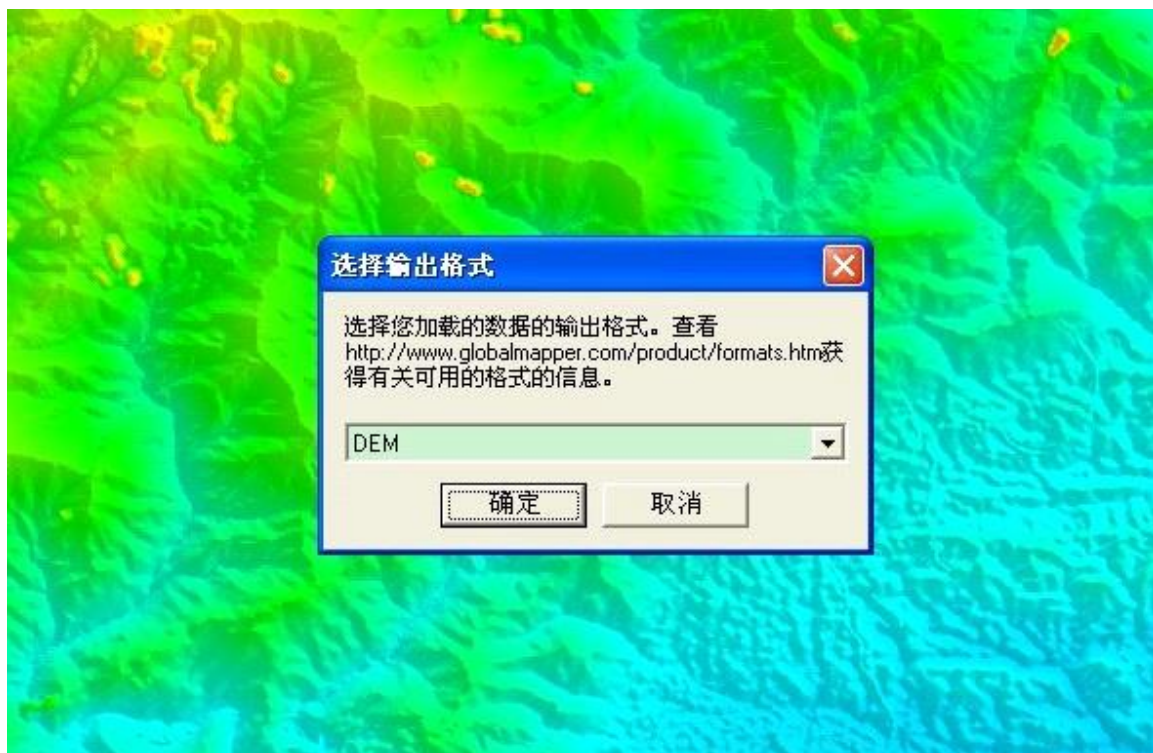 选择输出格式
选择您加载的数据的输出格式。查看
http://www.globalmapper.com/product/formats.htm获
得有关可用的格式的信息。
DEM
确定
取消